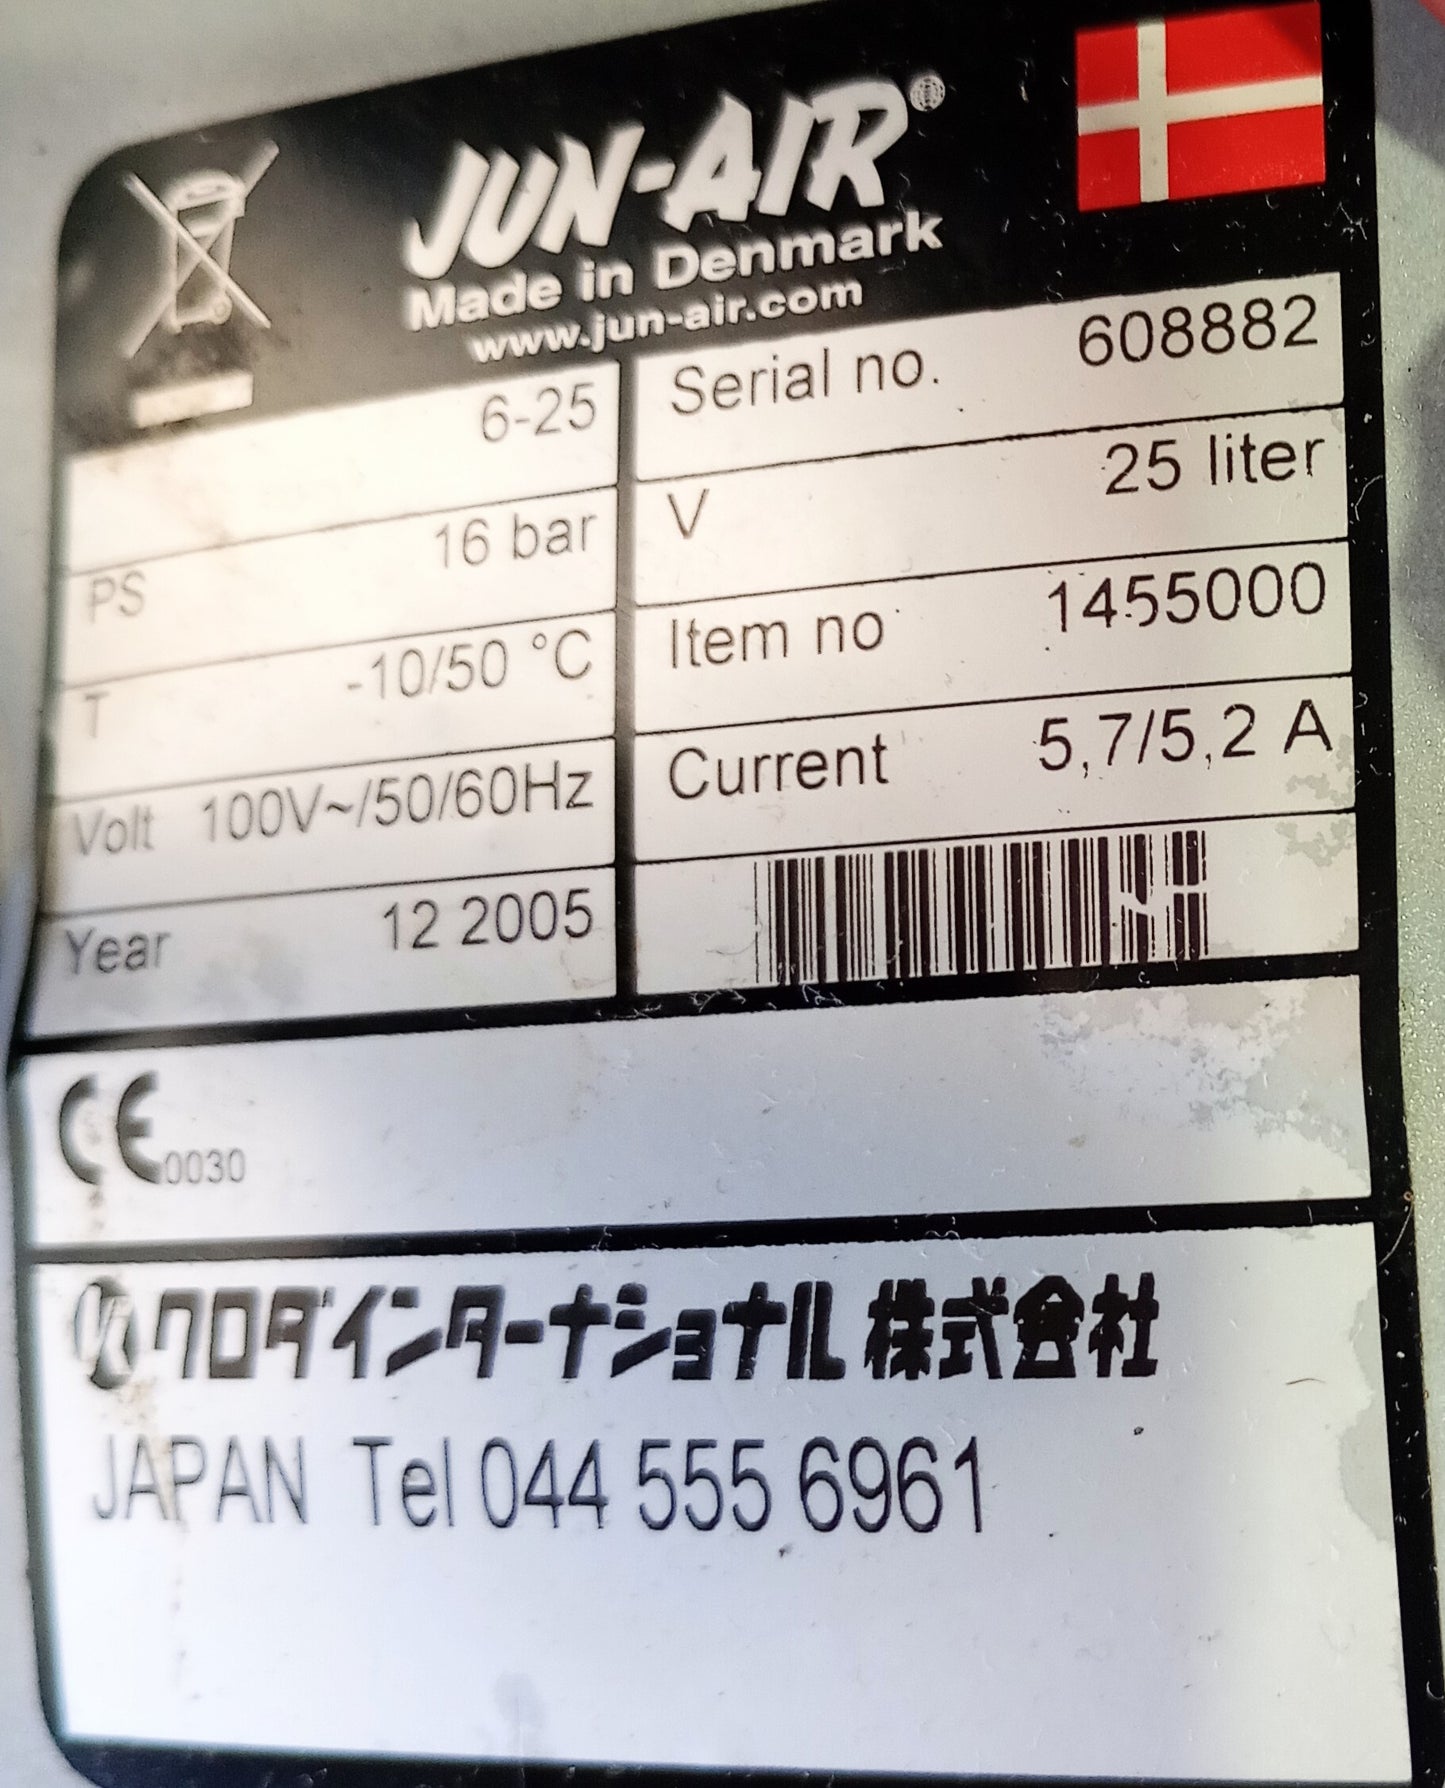 JUN-AIR®
Made in Denmark
www.jun-air.com
6-25
Serial no. 608882
PS 16 bar
V 25 liter
T -10/50 °C
Item no 1455000
Volt 100V~/50/60Hz
Current 5,7/5,2 A
Year 12 2005
CE 0030
クロダインターナショナル株式会社
JAPAN Tel 044 555 6961